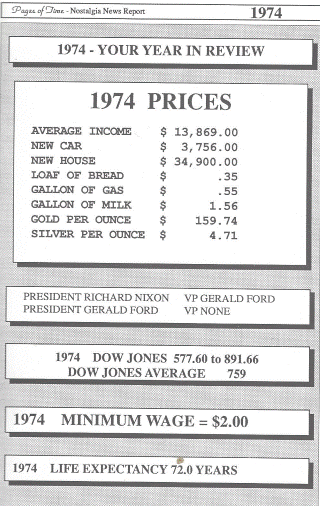 Pages of Time - Nostalgia News Report
1974
1974 - YOUR YEAR IN REVIEW
1974 PRICES
AVERAGE INCOME $ 13,869.00
NEW CAR $ 3,756.00
NEW HOUSE $ 34,900.00
LOAF OF BREAD $ .35
GALLON OF GAS $ .55
GALLON OF MILK $ 1.56
GOLD PER OUNCE $ 159.74
SILVER PER OUNCE $ 4.71
PRESIDENT RICHARD NIXON VP GERALD FORD
PRESIDENT GERALD FORD VP NONE
1974 DOW JONES 577.60 to 891.66
DOW JONES AVERAGE 759
1974 MINIMUM WAGE = $2.00
1974 LIFE EXPECTANCY 72.0 YEARS